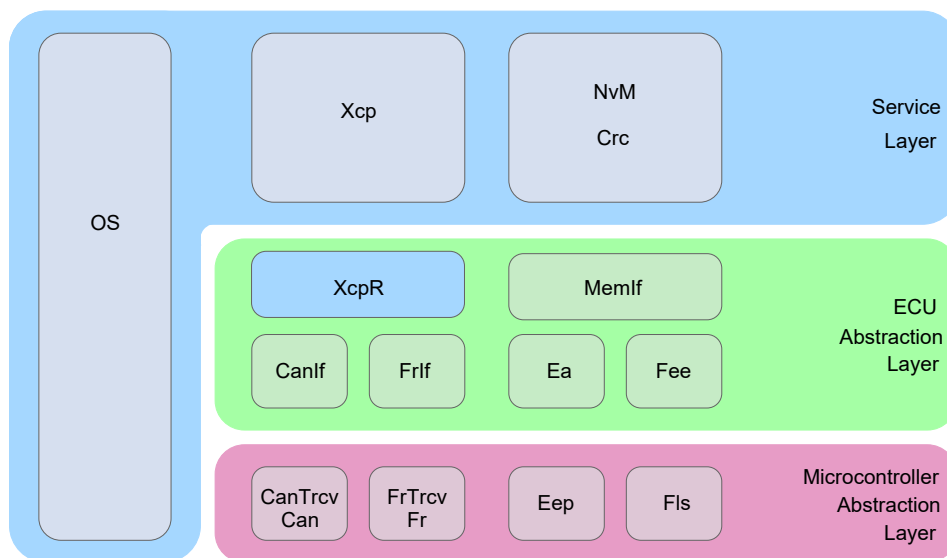 OS
Xcp
NvM
Crc
Service
Layer
XcpR
MemIf
CanIf
FrIf
Ea
Fee
ECU
Abstraction
Layer
CanTrcv
Can
FrTrcv
Fr
Eep
Fls
Microcontroller
Abstraction
Layer